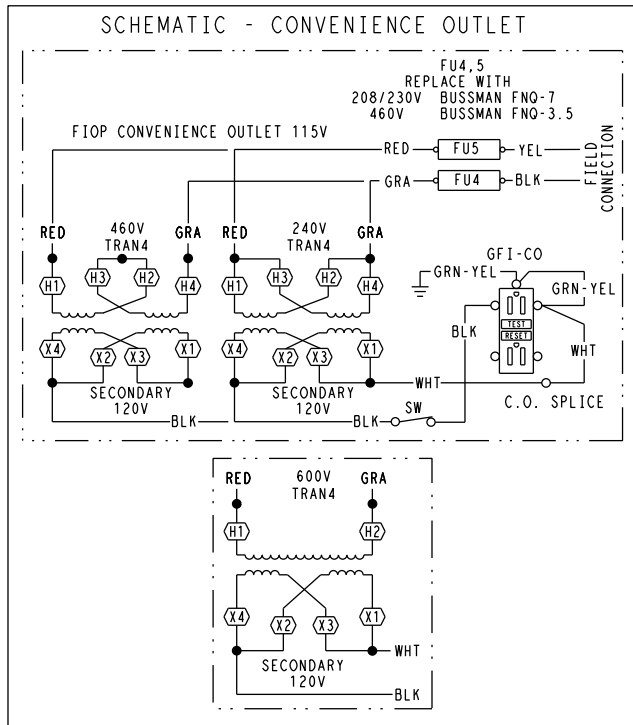 SCHEMATIC - CONVENIENCE OUTLET
FU4,5
REPLACE WITH
208/230V BUSSMAN FNQ-7
460V BUSSMAN FNQ-3.5
FIOP CONVENIENCE OUTLET 115V
RED FU5 YEL
GRA FU4 BLK
FIELD
CONNECTION
RED 460V GRA RED 240V GRA
TRAN4 TRAN4
GFI-CO
GRN-YEL
GRN-YEL
H1 H3 H2 H4 H1 H3 H2 H4
TEST
RESET
BLK
WHT
X4 X2 X3 X1 X4 X2 X3 X1
WHT
SECONDARY SECONDARY
120V 120V
C.O. SPLICE
BLK BLK SW
RED 600V GRA
TRAN4
H1 H2
X4 X2 X3 X1
WHT
SECONDARY
120V
BLK